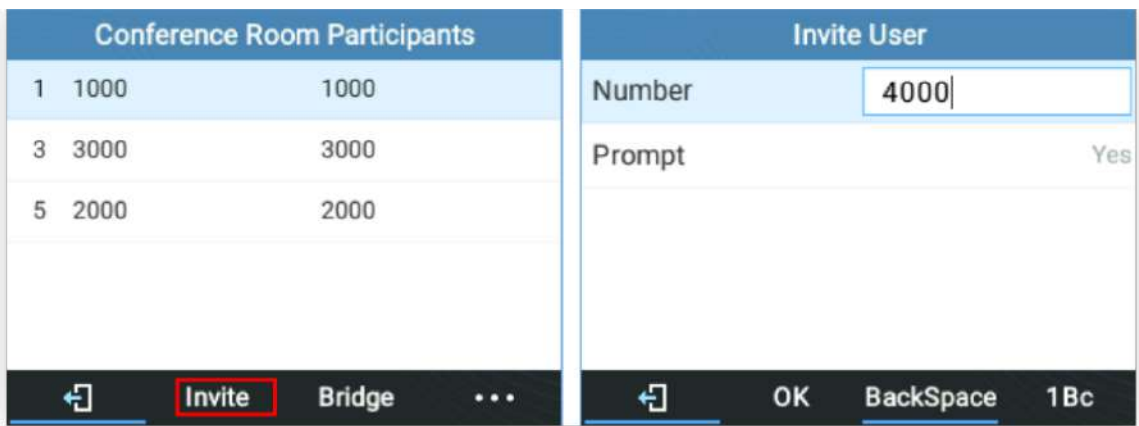 Conference Room Participants
1 1000 1000
3 3000 3000
5 2000 2000
Invite Bridge ...
Invite User
Number 4000
Prompt Yes
OK BackSpace 1Bc